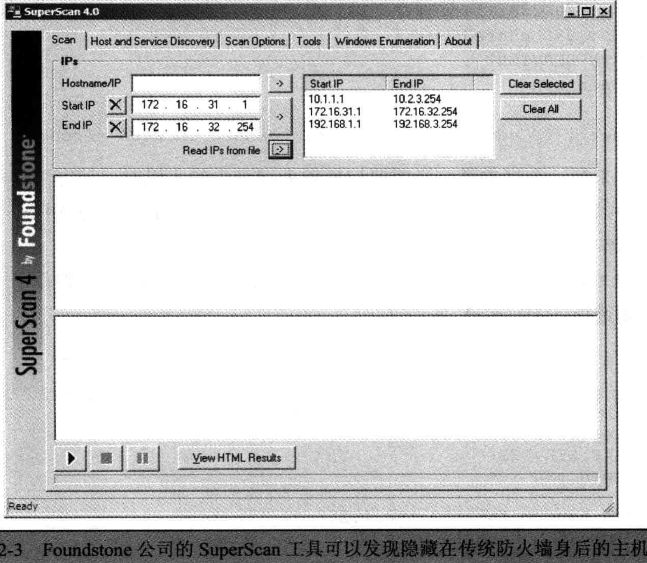 SuperScan 4.0
Scan Host and Service Discovery Scan Options Tools Windows Enumeration About
IPs
Hostname/IP
Start IP 172 . 16 . 31 . 1
End IP 172 . 16 . 32 . 254
Read IPs from file
Start IP End IP
10.1.1.1 10.2.3.254
172.16.31.1 172.16.32.254
192.168.1.1 192.168.3.254
Clear Selected
Clear All
SuperScan 4 by Foundstone
View HTML Results
Ready
2-3 Foundstone 公司的 SuperScan 工具可以发现隐藏在传统防火墙身后的主机